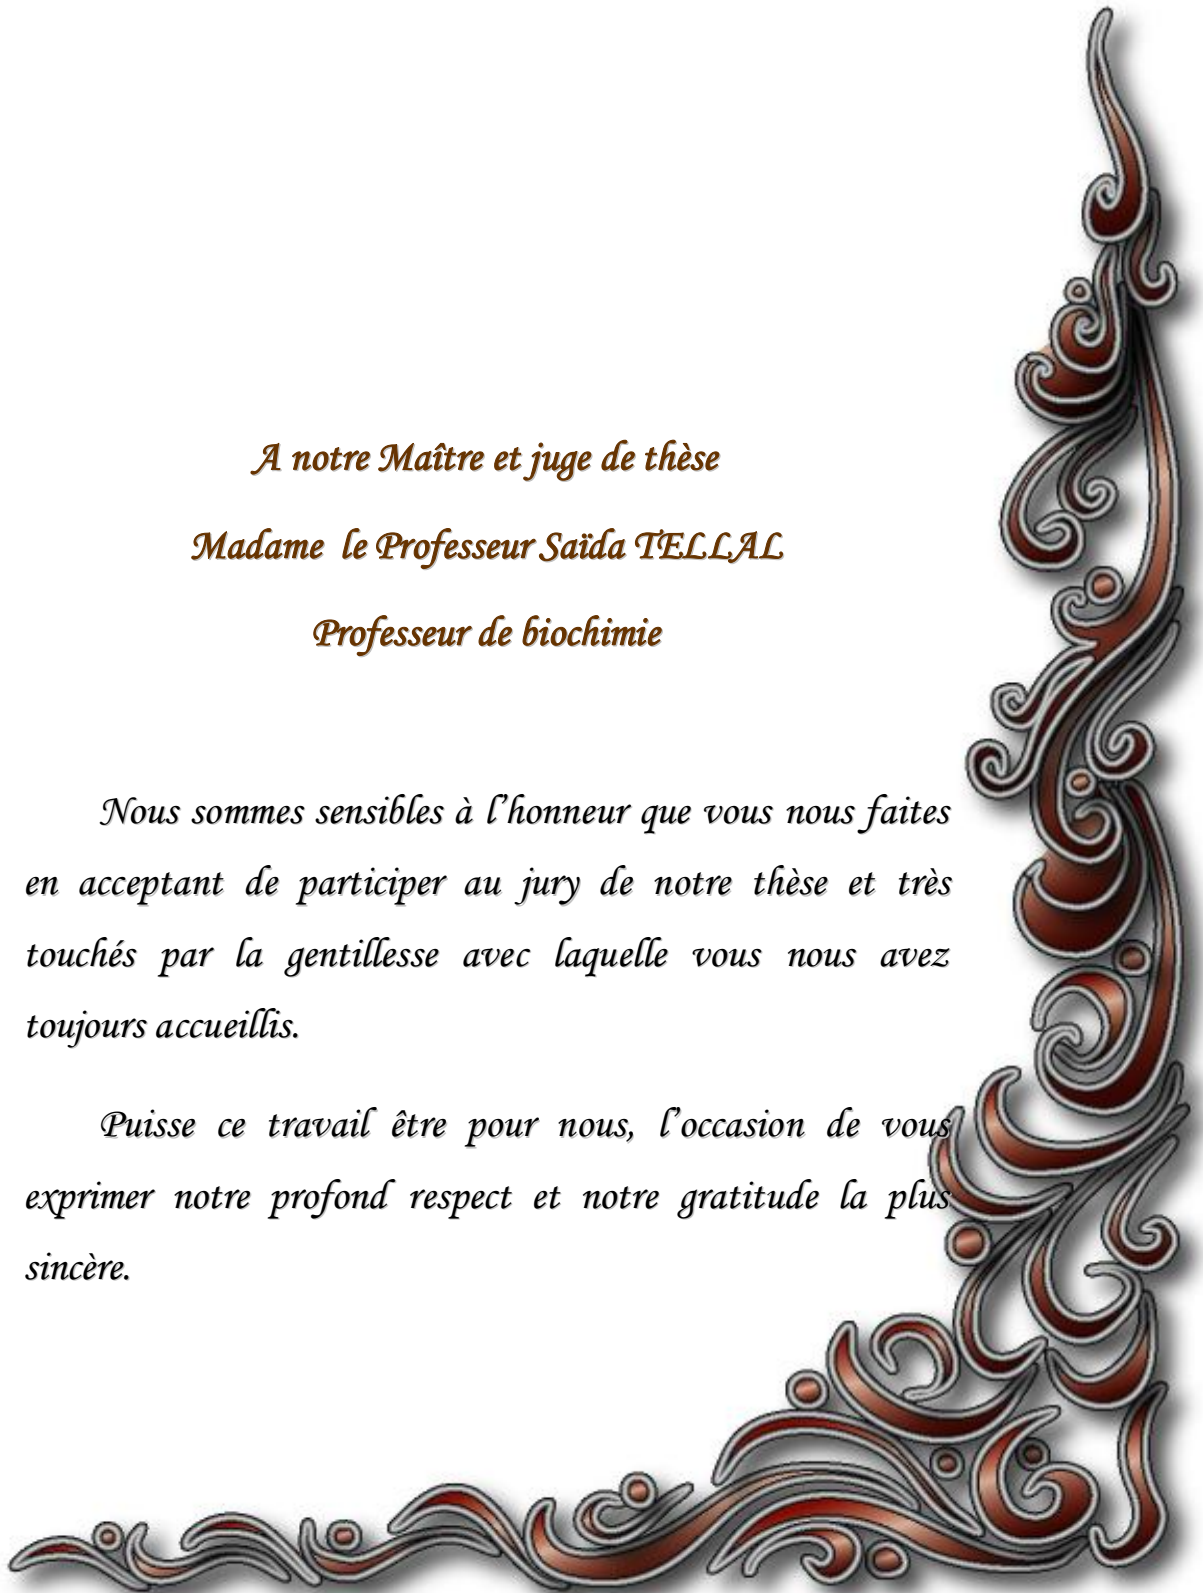 A notre Maître et juge de thèse
Madame le Professeur Saïda TELLAL
Professeur de biochimie
Nous sommes sensibles à l'honneur que vous nous faites
en acceptant de participer au jury de notre thèse et très
touchés par la gentillesse avec laquelle vous nous avez
toujours accueillis.
Puisse ce travail être pour nous, l'occasion de vous
exprimer notre profond respect et notre gratitude la plus
sincère.